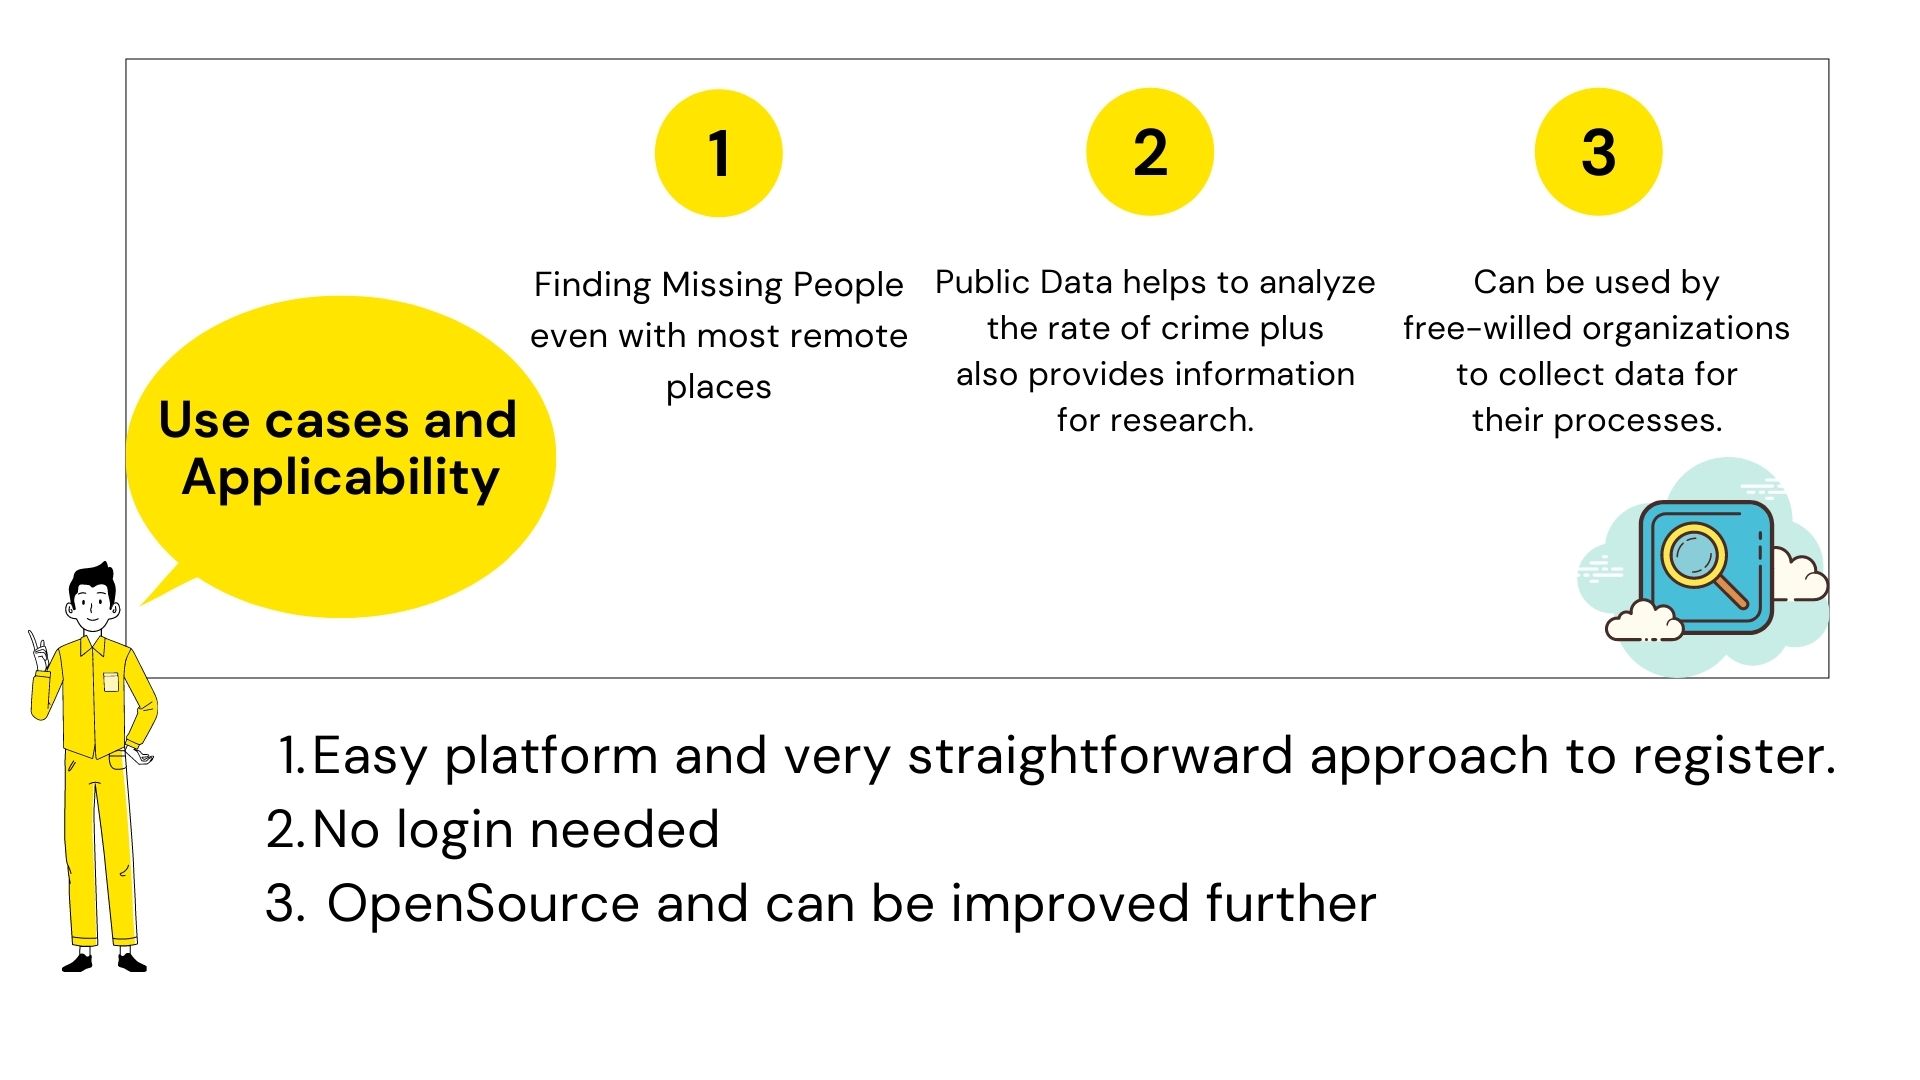 Use cases and
Applicability
1
Finding Missing People
even with most remote
places
2
Public Data helps to analyze
the rate of crime plus
also provides information
for research.
3
Can be used by
free-willed organizations
to collect data for
their processes.
1. Easy platform and very straightforward approach to register.
2. No login needed
3. OpenSource and can be improved further